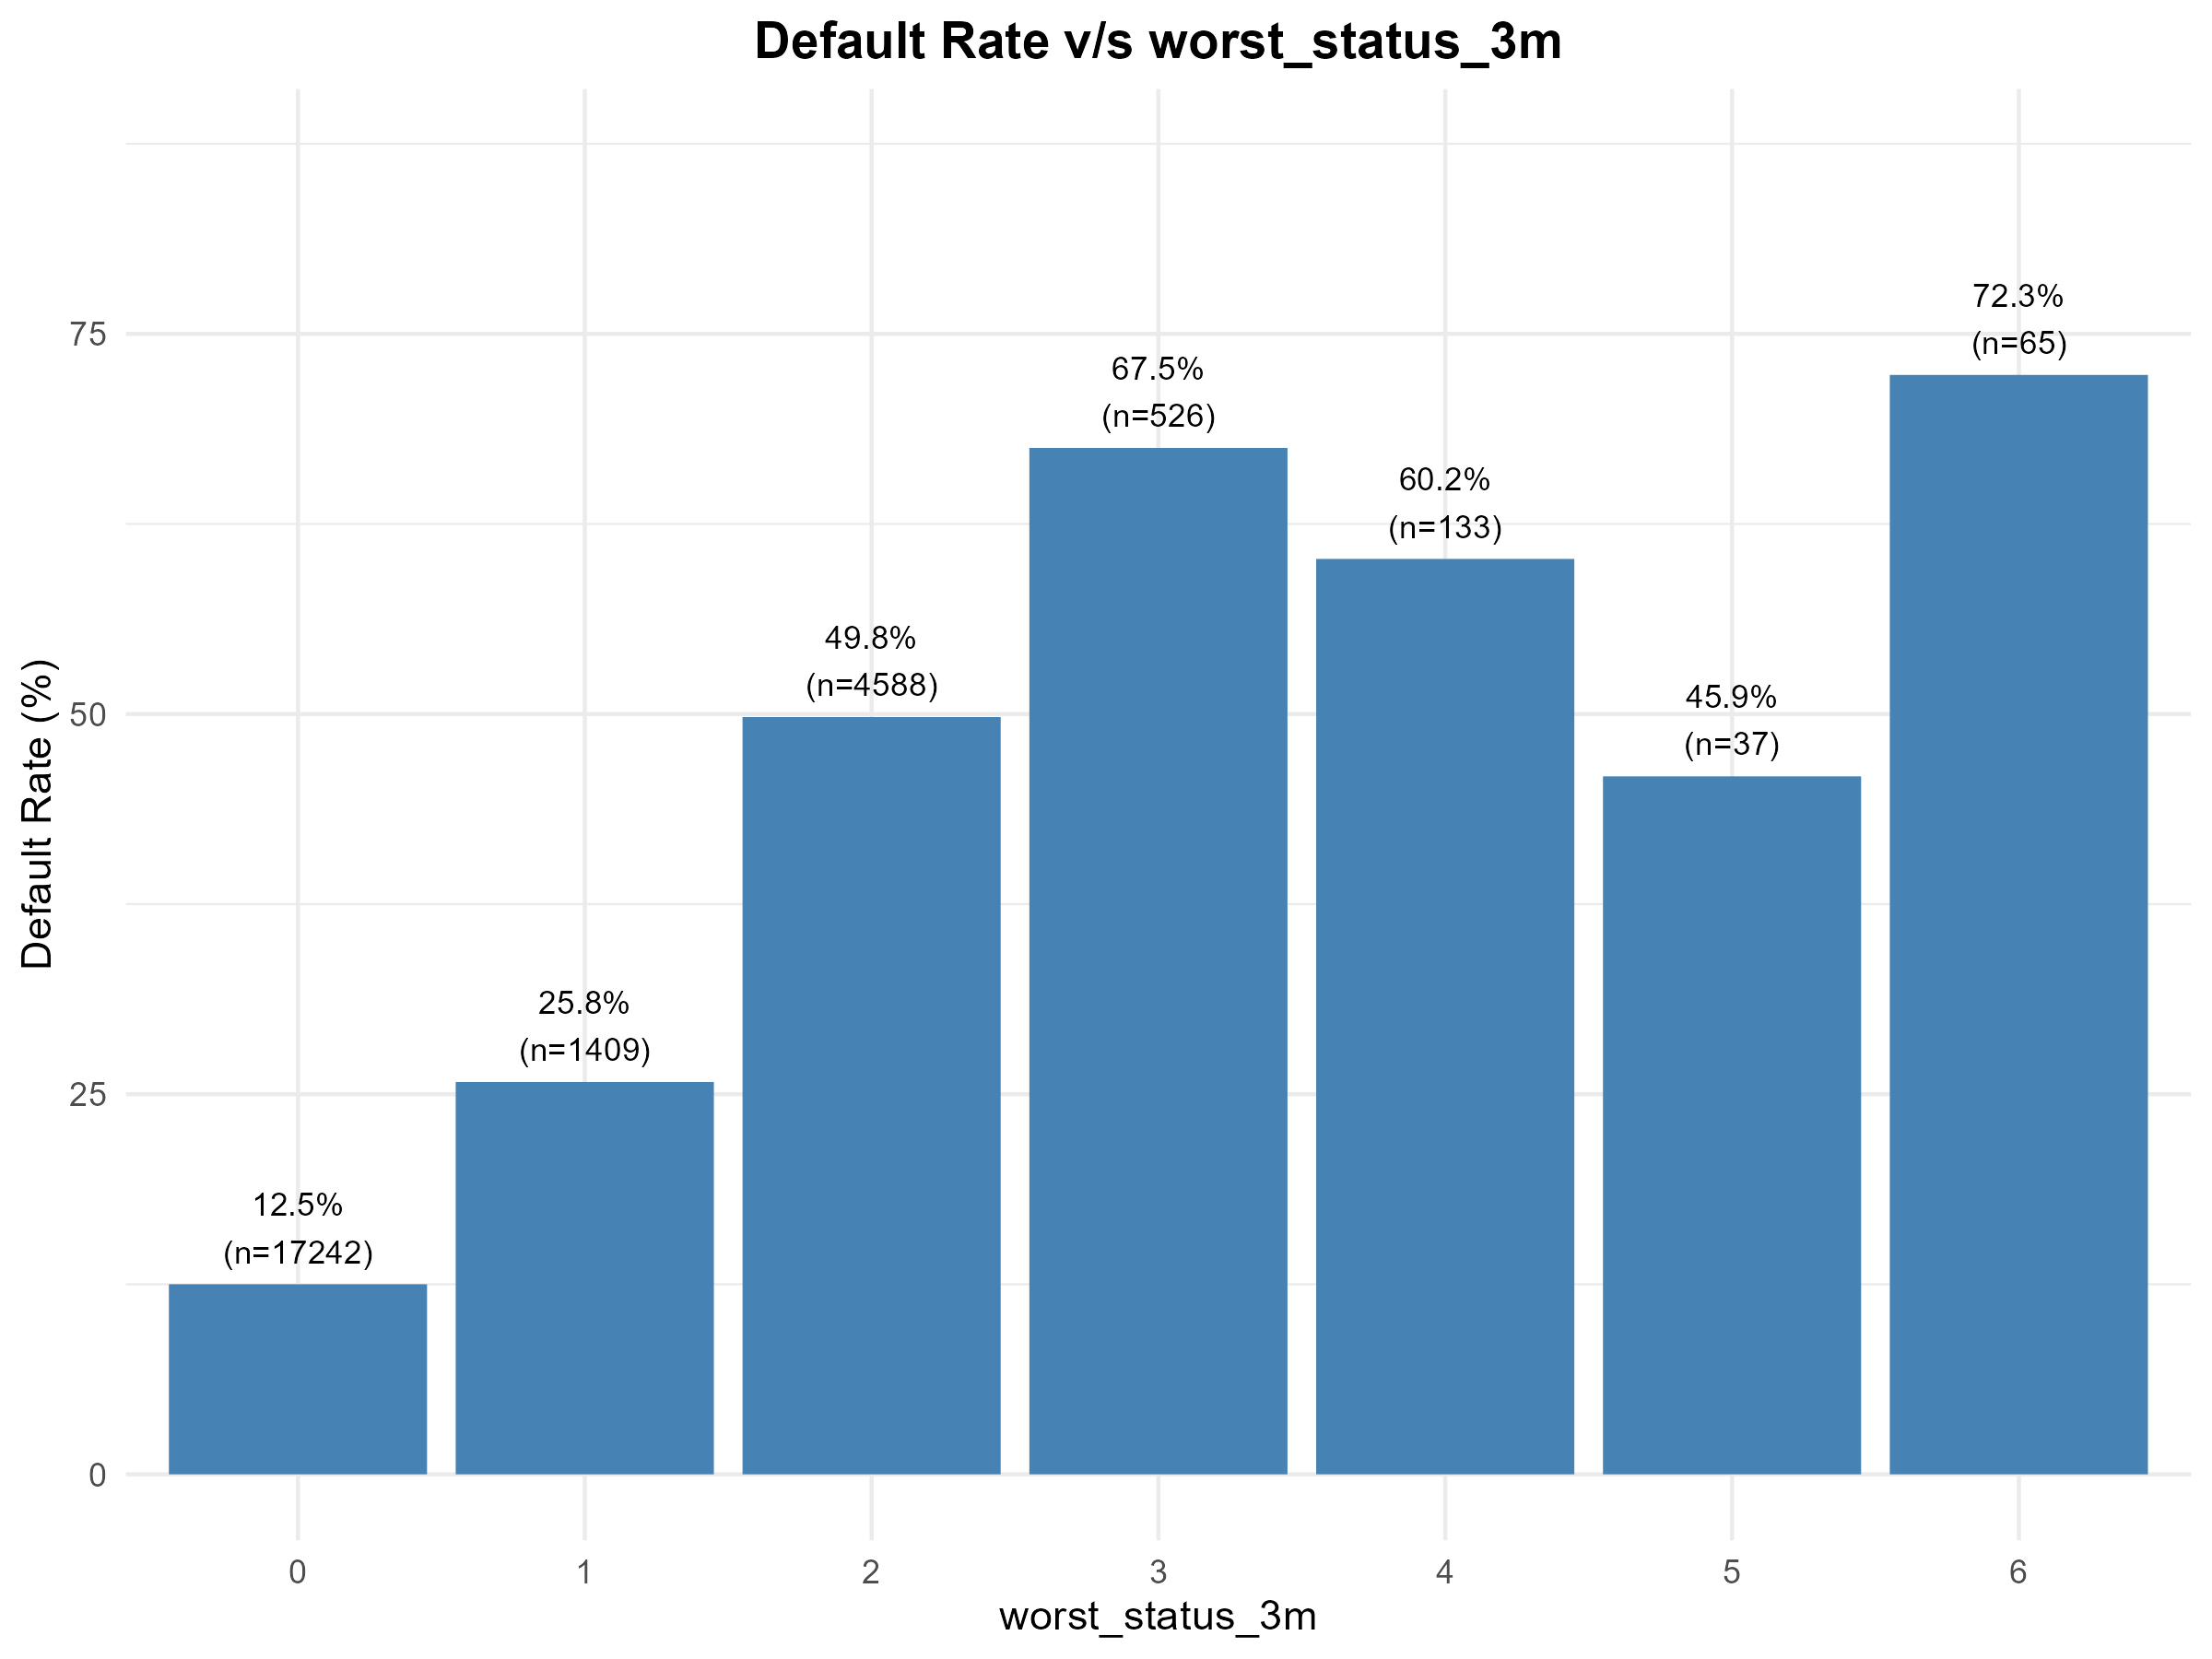 Default Rate v/s worst_status_3m
Default Rate (%)
75
50
25
0
12.5%
(n=17242)
25.8%
(n=1409)
49.8%
(n=4588)
67.5%
(n=526)
60.2%
(n=133)
45.9%
(n=37)
72.3%
(n=65)
0
1
2
3
4
5
6
worst_status_3m